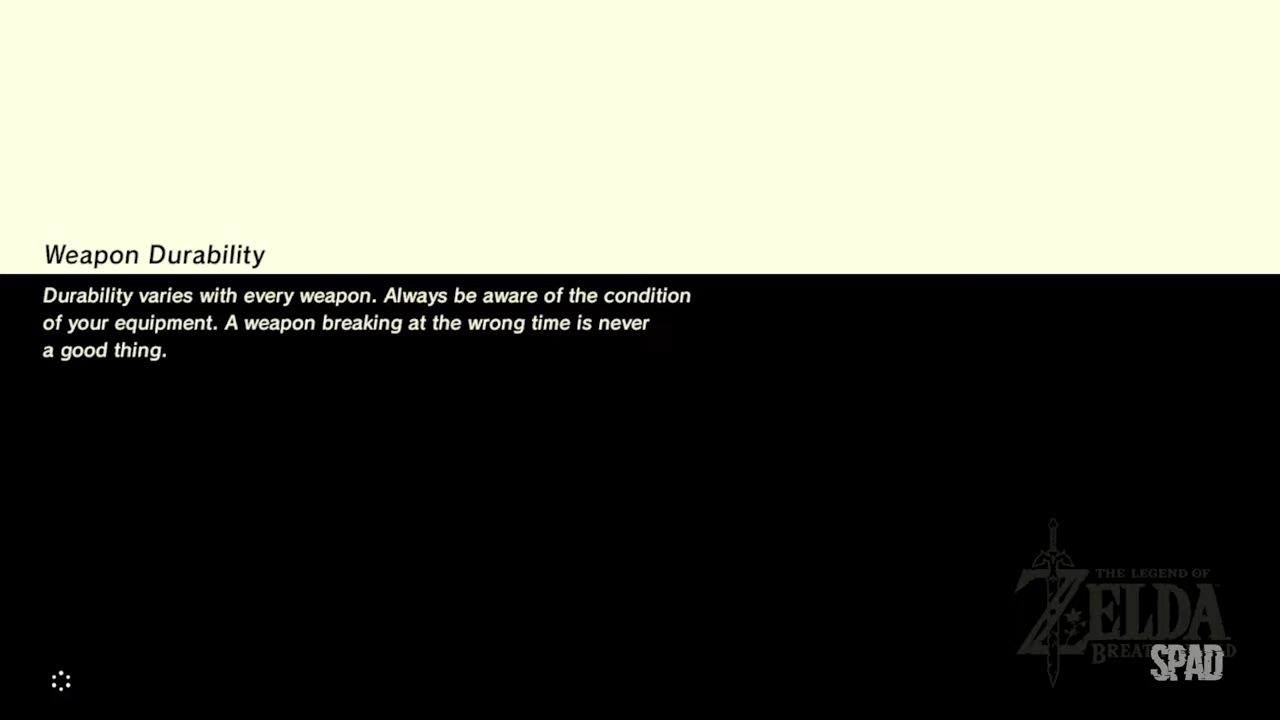 Weapon Durability
Durability varies with every weapon. Always be aware of the condition
of your equipment. A weapon breaking at the wrong time is never
a good thing.
THE LEGEND OF
ZELDA
SPAD